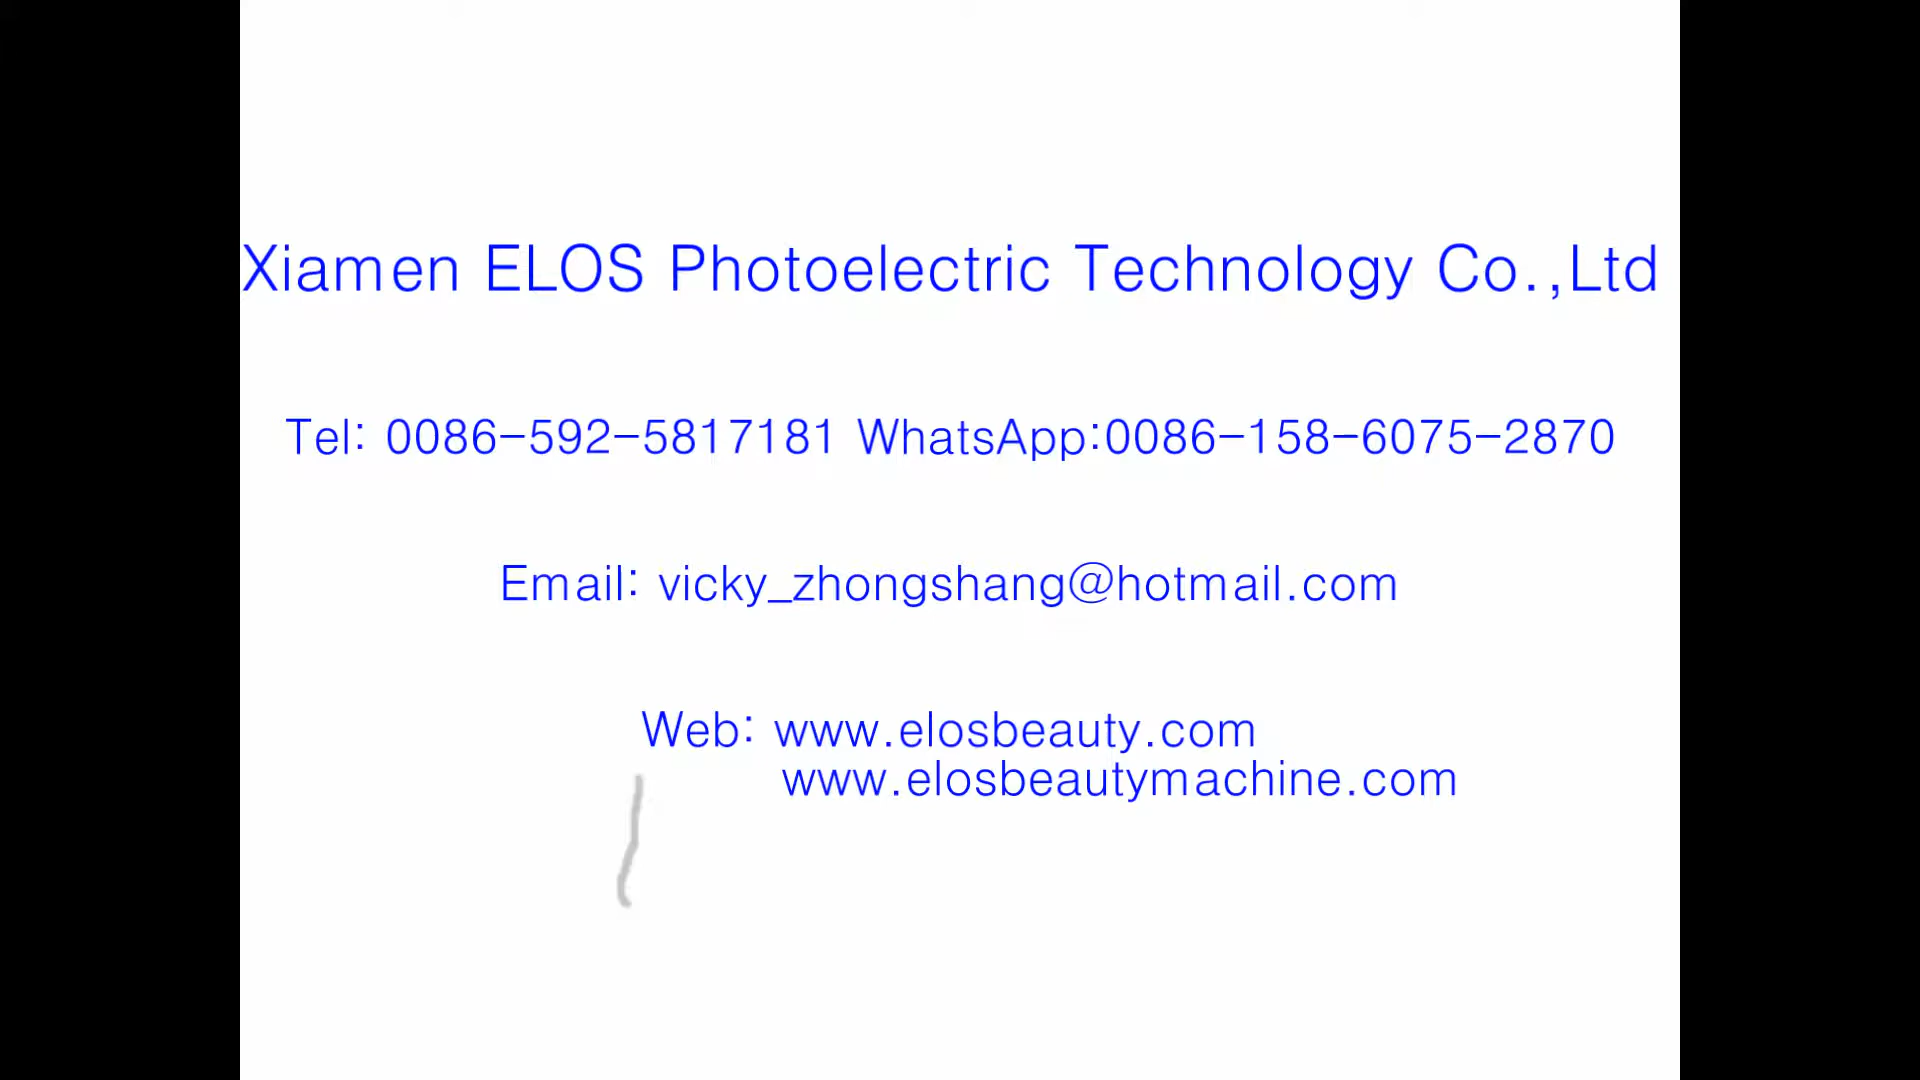 Xiamen ELOS Photoelectric Technology Co.,Ltd
Tel: 0086-592-5817181 WhatsApp:0086-158-6075-2870
Email: vicky_zhongshang@hotmail.com
Web: www.elosbeauty.com
www.elosbeautymachine.com